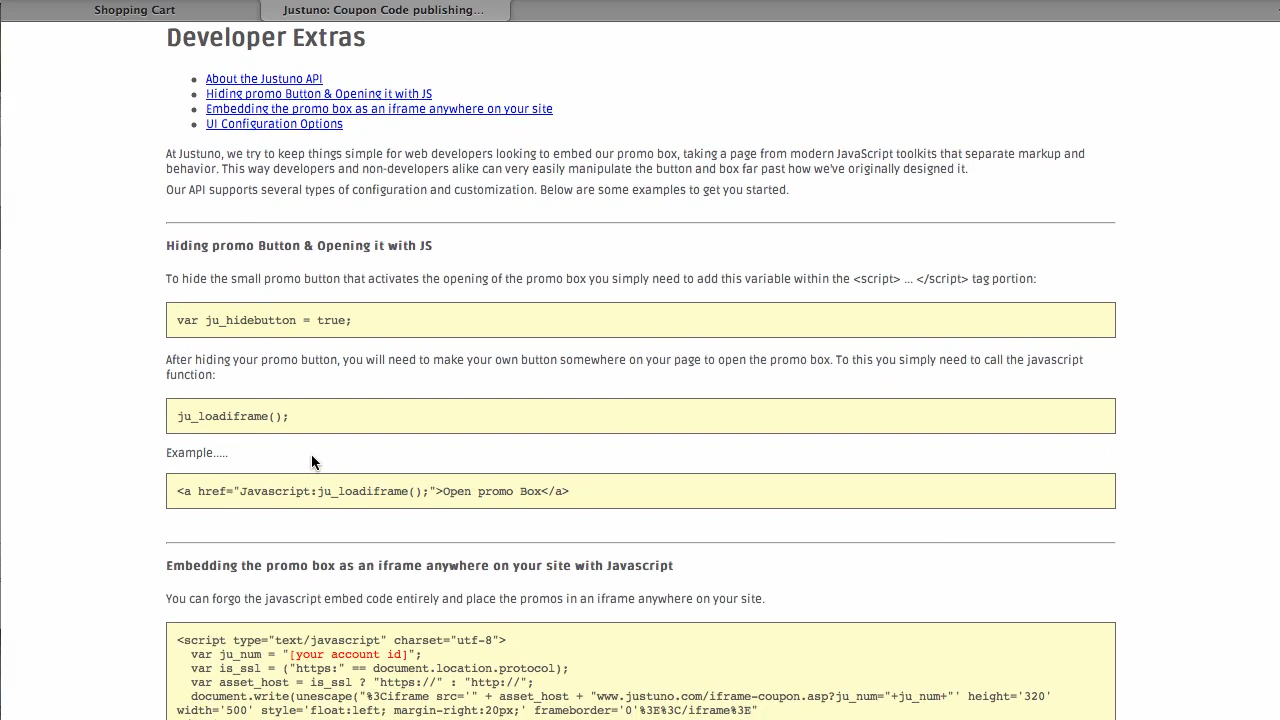 Shopping Cart
Justuno: Coupon Code publishing...
Developer Extras
About the Justuno API
Hiding promo Button & Opening it with JS
Embedding the promo box as an iframe anywhere on your site
UI Configuration Options
At Justuno, we try to keep things simple for web developers looking to embed our promo box, taking a page from modern JavaScript toolkits that separate markup and
behavior. This way developers and non-developers alike can very easily manipulate the button and box far past how we've originally designed it.
Our API supports several types of configuration and customization. Below are some examples to get you started.
Hiding promo Button & Opening it with JS
To hide the small promo button that activates the opening of the promo box you simply need to add this variable within the <script> ... </script> tag portion:
var ju_hidebutton = true;
After hiding your promo button, you will need to make your own button somewhere on your page to open the promo box. To this you simply need to call the javascript
function:
ju_loadiframe();
Example.....
<a href="Javascript:ju_loadiframe();">Open promo Box</a>
Embedding the promo box as an iframe anywhere on your site with Javascript
You can forgo the javascript embed code entirely and place the promos in an iframe anywhere on your site.
<script type="text/javascript" charset="utf-8">
var ju_num = "[your account id]";
var is_ssl = ("https:" == document.location.protocol);
var asset_host = is_ssl ? "https://" : "http://";
document.write(unescape("%3Ciframe src='" + asset_host + "www.justuno.com/iframe-coupon.asp?ju_num="+ju_num+"' height='320'
width='500' style='float:left; margin-right:20px;' frameborder='0'%3E%3C/iframe%3E"